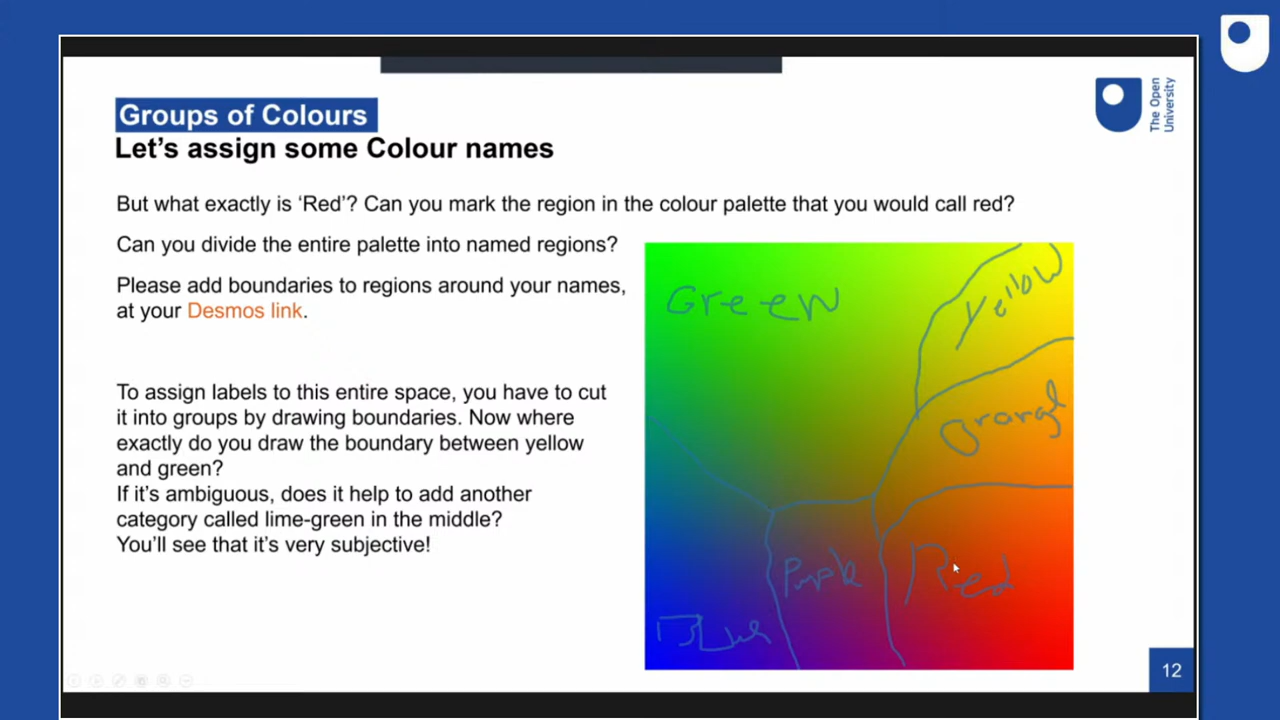 The Open
University
Groups of Colours
Let's assign some Colour names
But what exactly is ‘Red’? Can you mark the region in the colour palette that you would call red?
Can you divide the entire palette into named regions?
Please add boundaries to regions around your names,
at your Desmos link.
To assign labels to this entire space, you have to cut
it into groups by drawing boundaries. Now where
exactly do you draw the boundary between yellow
and green?
If it's ambiguous, does it help to add another
category called lime-green in the middle?
You'll see that it's very subjective!
Green
Yellow
Orange
Purple
Red
Blue
12